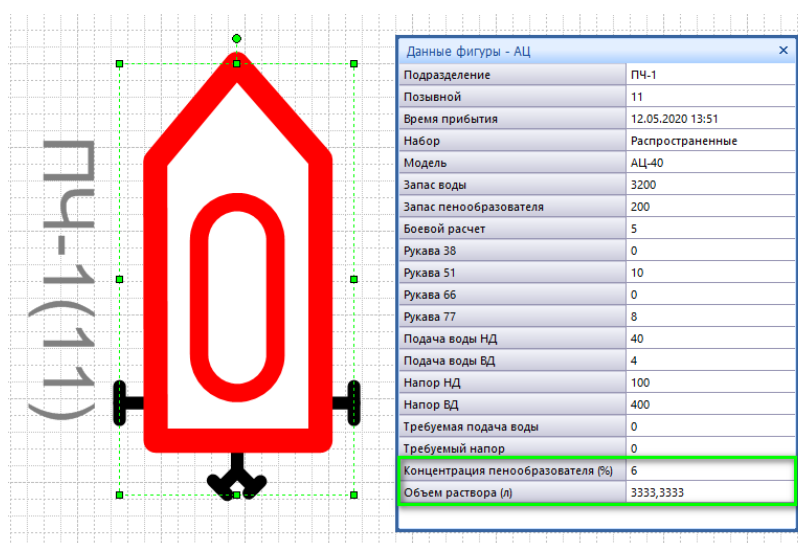 ПЧ-1(11)
Данные фигуры - АЦ
Подразделение ПЧ-1
Позывной 11
Время прибытия 12.05.2020 13:51
Набор Распространенные
Модель АЦ-40
Запас воды 3200
Запас пенообразователя 200
Боевой расчет 5
Рукава 38 0
Рукава 51 10
Рукава 66 0
Рукава 77 8
Подача воды НД 40
Подача воды ВД 4
Напор НД 100
Напор ВД 400
Требуемая подача воды 0
Требуемый напор 0
Концентрация пенообразователя (%) 6
Объем раствора (л) 3333,3333